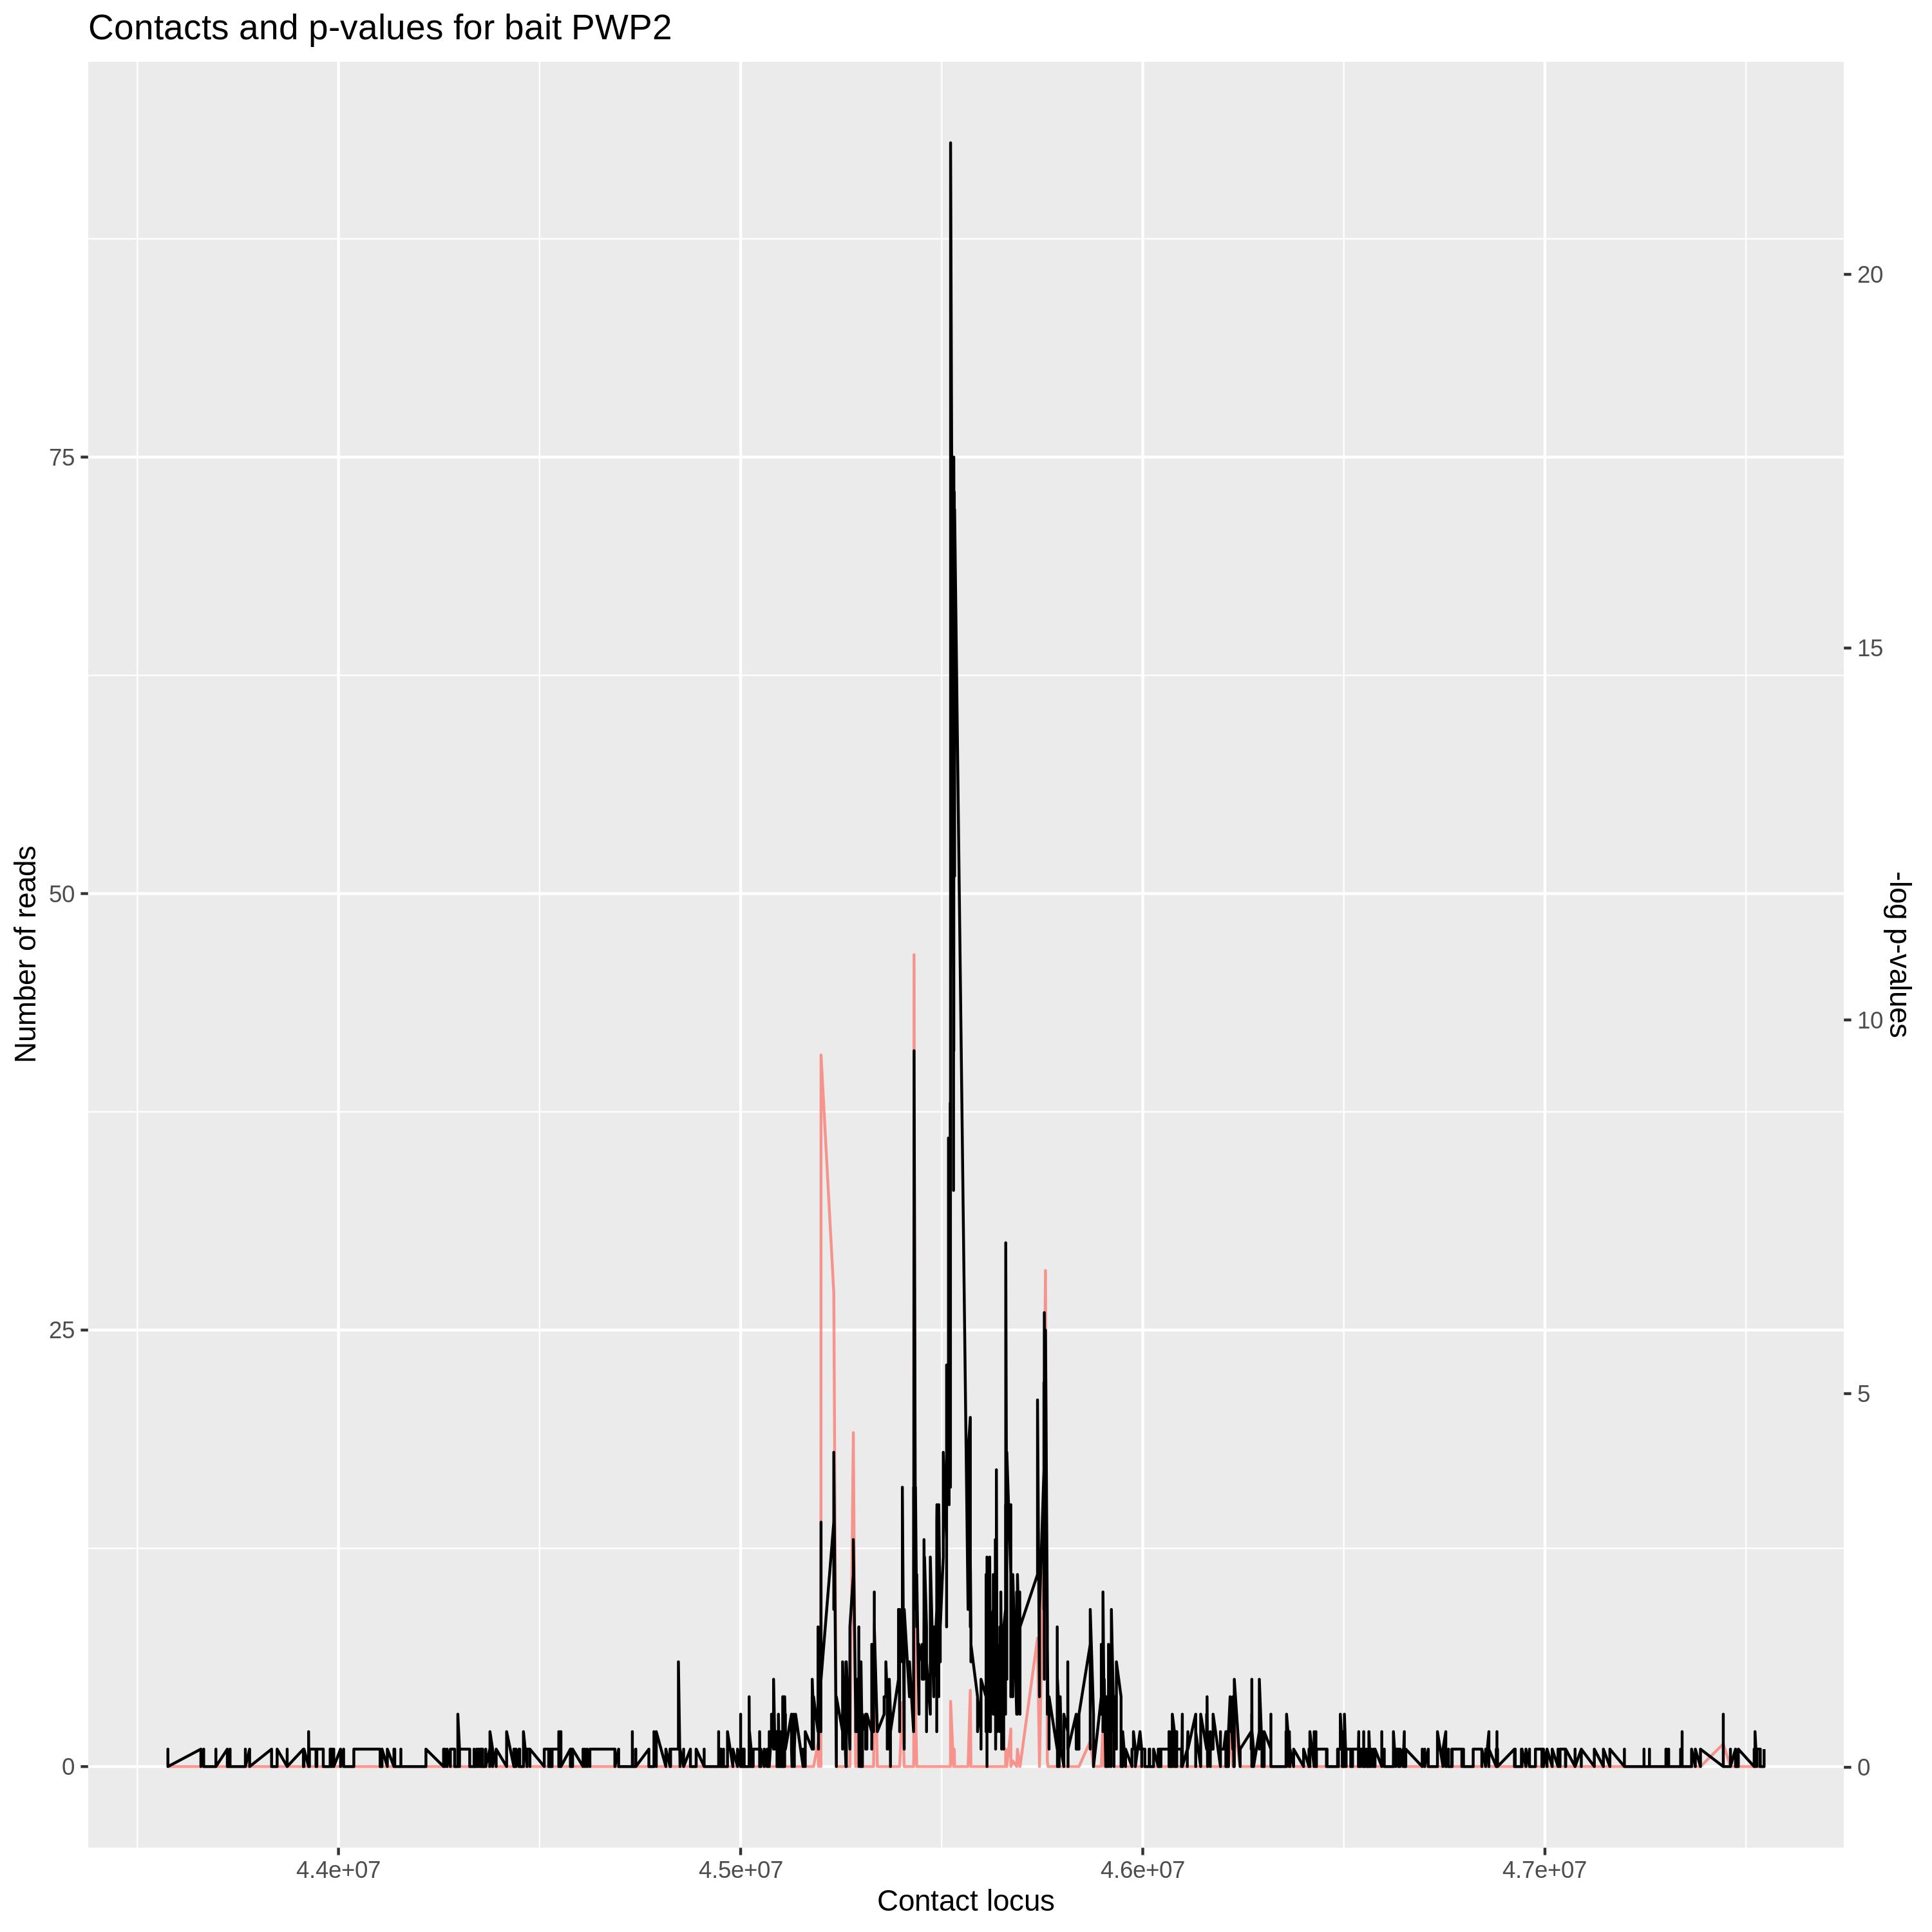 Contacts and p-values for bait PWP2
Number of reads
75
50
25
0
20
15
10
5
0
-log p-values
4.4e+07
4.5e+07
4.6e+07
4.7e+07
Contact locus